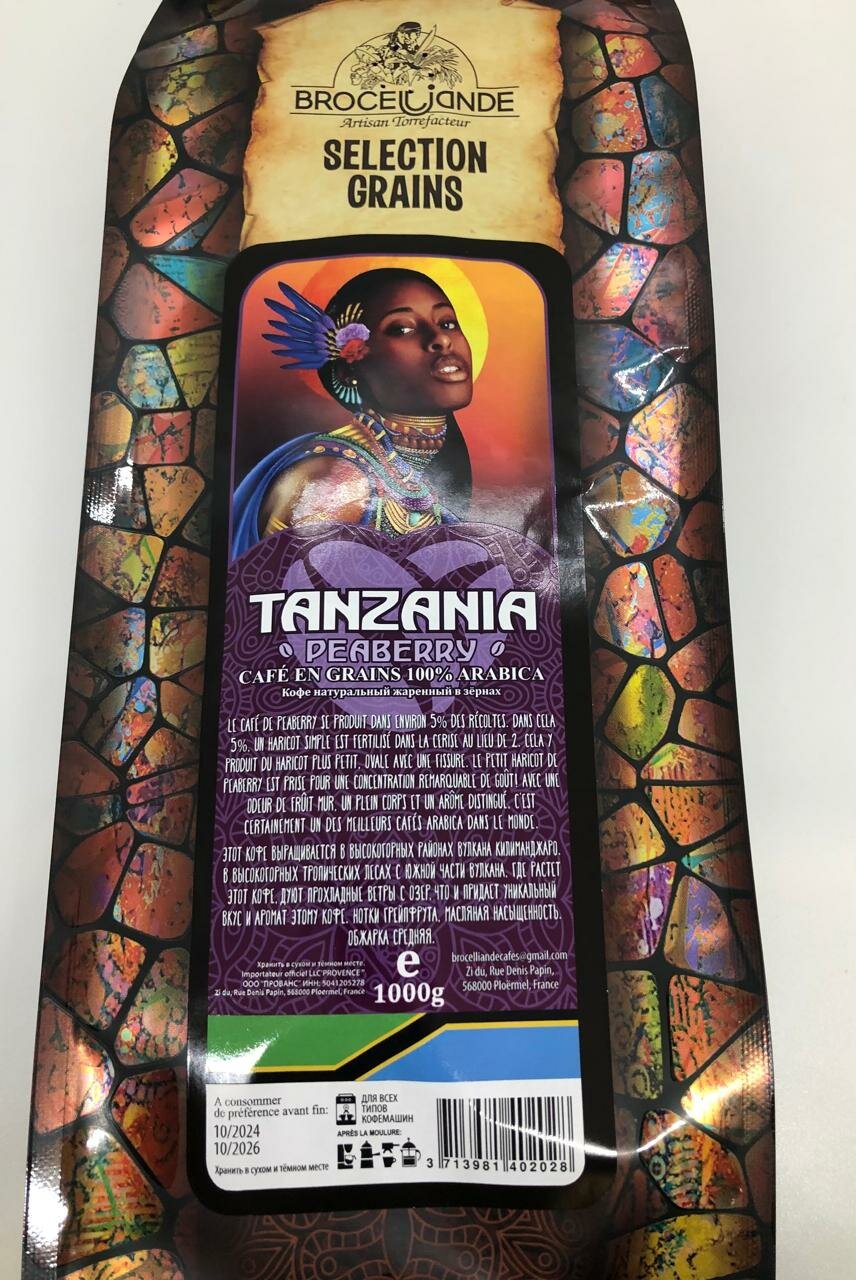 BROCÉLIANDE
Artisan Torrefacteur
SELECTION
GRAINS
TANZANIA
PEABERRY
CAFÉ EN GRAINS 100% ARABICA
Кофе натуральный жаренный в зёрнах
LE CAFÉ DE PEABERRY SE PRODUIT DANS ENVIRON 5% DES RÉCOLTES. DANS CELA
5%, UN HARICOT SIMPLE EST FERTILISÉ DANS LA CERISE AU LIEU DE 2. CELA Y
PRODUIT DU HARICOT PLUS PETIT, OVALE AVEC UNE FISSURE. LE PETIT HARICOT DE
PEABERRY EST PRISE POUR UNE CONCENTRATION REMARQUABLE DE GOÛT1 AVEC UNE
ODEUR DE FRÛIT MUR, UN PLEIN CORPS ET UN ARÔME DISTINGUÉ. C'EST
CERTAINEMENT UN DES MEILLEURS CAFÉS ARABICA DANS LE MONDE.
ЭТОТ КОФЕ ВЫРАЩИВАЕТСЯ В ВЫСОКОГОРНЫХ РАЙОНАХ ВУЛКАНА КИЛИМАНДЖАРО.
В ВЫСОКОГОРНЫХ ТРОПИЧЕСКИХ ЛЕСАХ С ЮЖНОЙ ЧАСТИ ВУЛКАНА, ГДЕ РАСТЕТ
ЭТОТ КОФЕ, ДУЮТ ПРОХЛАДНЫЕ ВЕТРЫ С ОЗЕР, ЧТО И ПРИДАЕТ УНИКАЛЬНЫЙ
ВКУС И АРОМАТ ЭТОМУ КОФЕ. НОТКИ ГРЕЙПФРУТА, МАСЛЯНАЯ НАСЫЩЕННОСТЬ.
ОБЖАРКА СРЕДНЯЯ.
Хранить в сухом и тёмном месте.
Importateur officiel LLC"PROVENCE"
ООО "ПРОВАНС" ИНН: 5041205278
Zi du, Rue Denis Papin, 568000 Ploermel, France
e
1000g
brocelliandecafes@gmail.com
Zi du, Rue Denis Papin,
568000 Ploërmel, France
A consommer
de préférence avant fin:
10/2024
10/2026
Хранить в сухом и тёмном месте
ДЛЯ ВСЕХ
ТИПОВ
КОФЕМАШИН
APRÈS LA MOULURE:
3 713981 402028